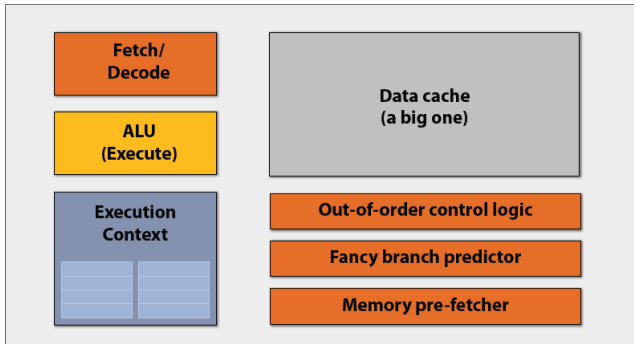 Fetch/
Decode
ALU
(Execute)
Execution
Context
Data cache
(a big one)
Out-of-order control logic
Fancy branch predictor
Memory pre-fetcher